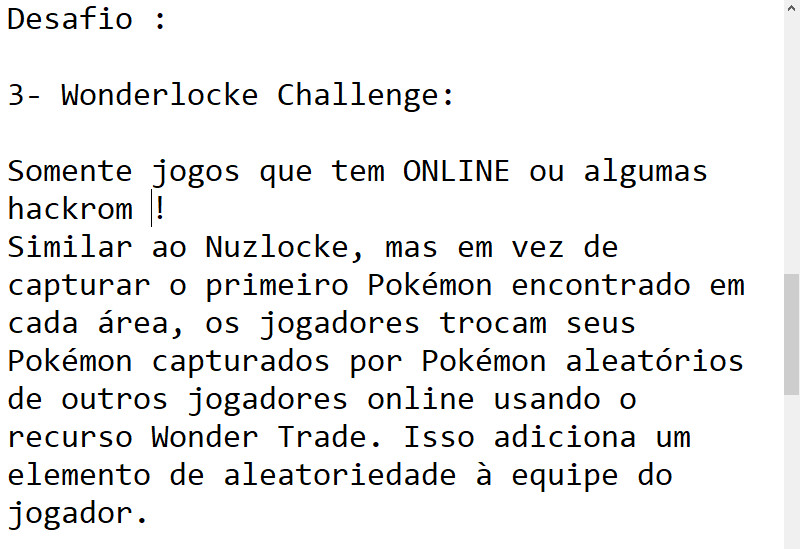 Desafio :
3- Wonderlocke Challenge:
Somente jogos que tem ONLINE ou algumas
hackrom !
Similar ao Nuzlocke, mas em vez de
capturar o primeiro Pokémon encontrado em
cada área, os jogadores trocam seus
Pokémon capturados por Pokémon aleatórios
de outros jogadores online usando o
recurso Wonder Trade. Isso adiciona um
elemento de aleatoriedade à equipe do
jogador.